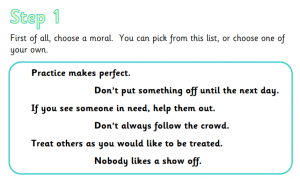 Step 1
First of all, choose a moral. You can pick from this list, or choose one of
your own.
Practice makes perfect.
Don't put something off until the next day.
If you see someone in need, help them out.
Don't always follow the crowd.
Treat others as you would like to be treated.
Nobody likes a show off.